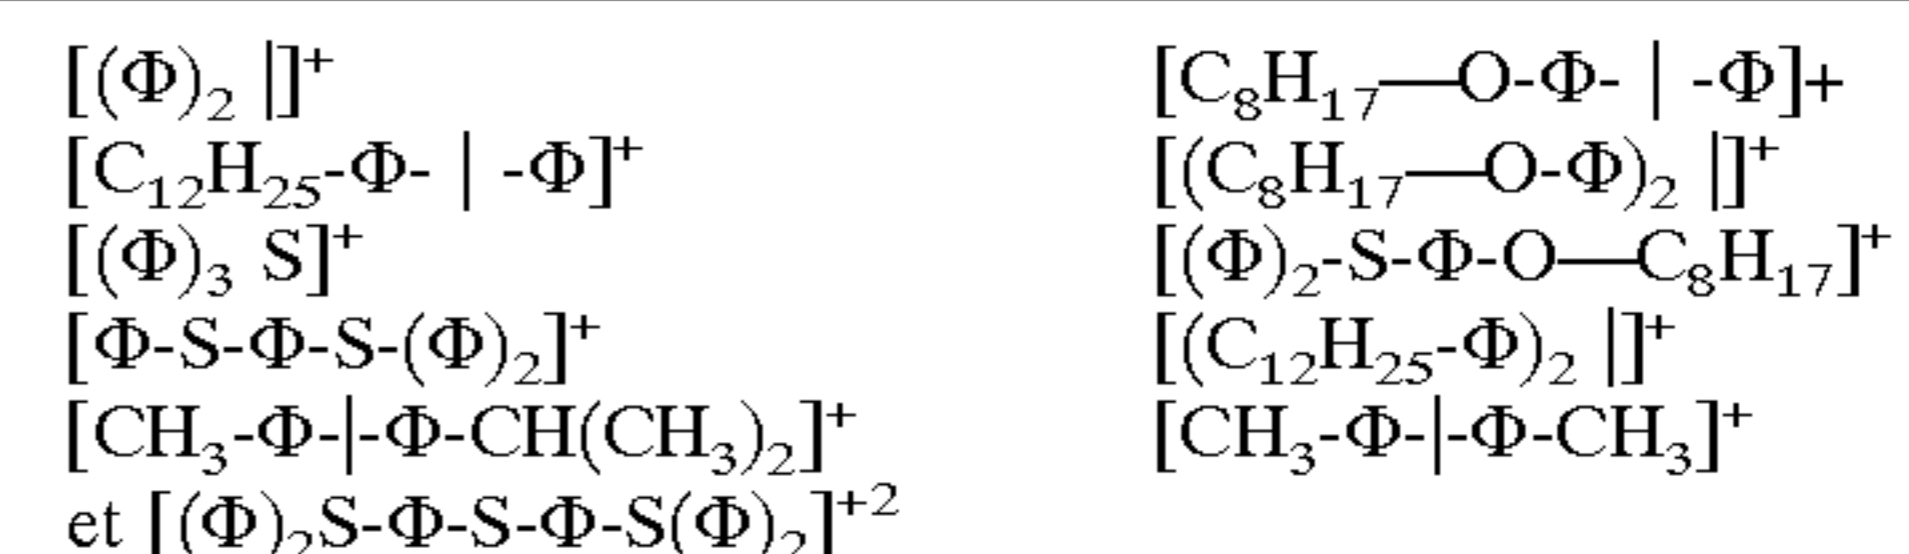 [(Φ)₂ |]⁺
[C₈H₁₇—O-Φ- | -Φ]+
[C₁₂H₂₅-Φ- | -Φ]⁺
[(C₈H₁₇—O-Φ)₂ |]⁺
[(Φ)₃ S]⁺
[(Φ)₂-S-Φ-O—C₈H₁₇]⁺
[Φ-S-Φ-S-(Φ)₂]⁺
[(C₁₂H₂₅-Φ)₂ |]⁺
[CH₃-Φ-|-Φ-CH(CH₃)₂]⁺
[CH₃-Φ-|-Φ-CH₃]⁺
et [(Φ)₂S-Φ-S-Φ-S(Φ)₂]⁺²